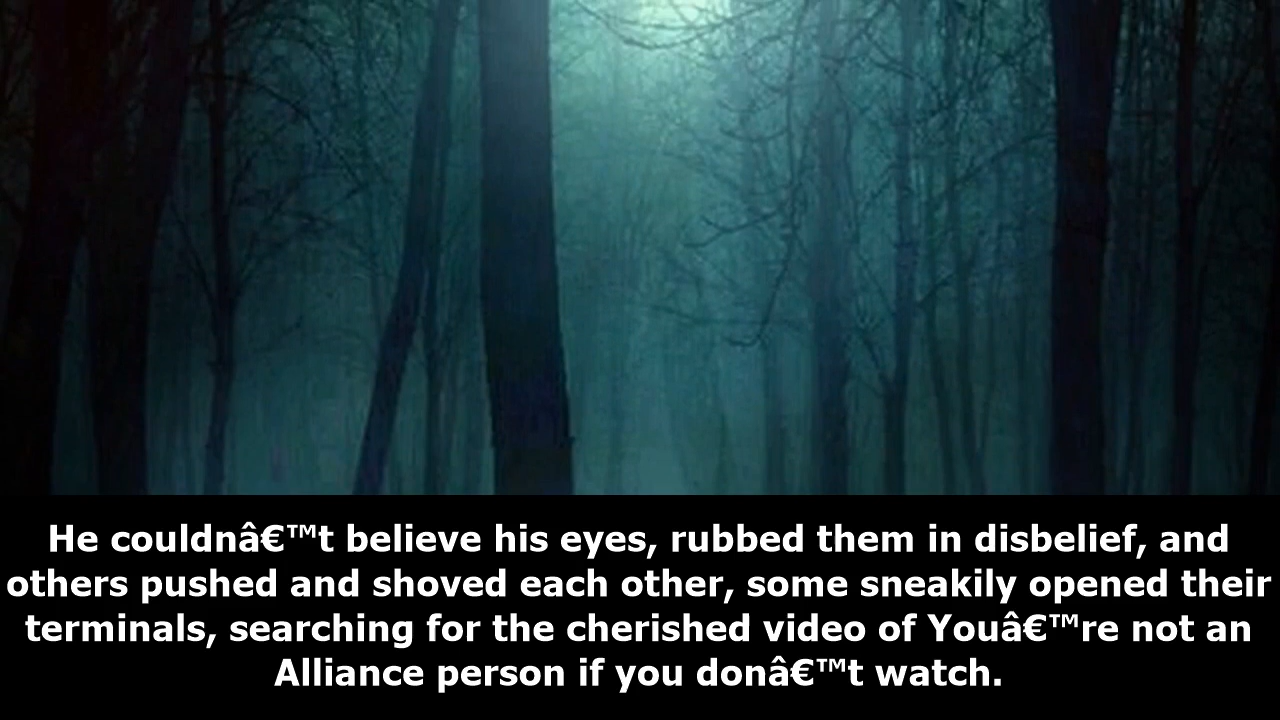 He couldnâ€™t believe his eyes, rubbed them in disbelief, and
others pushed and shoved each other, some sneakily opened their
terminals, searching for the cherished video of Youâ€™re not an
Alliance person if you donâ€™t watch.